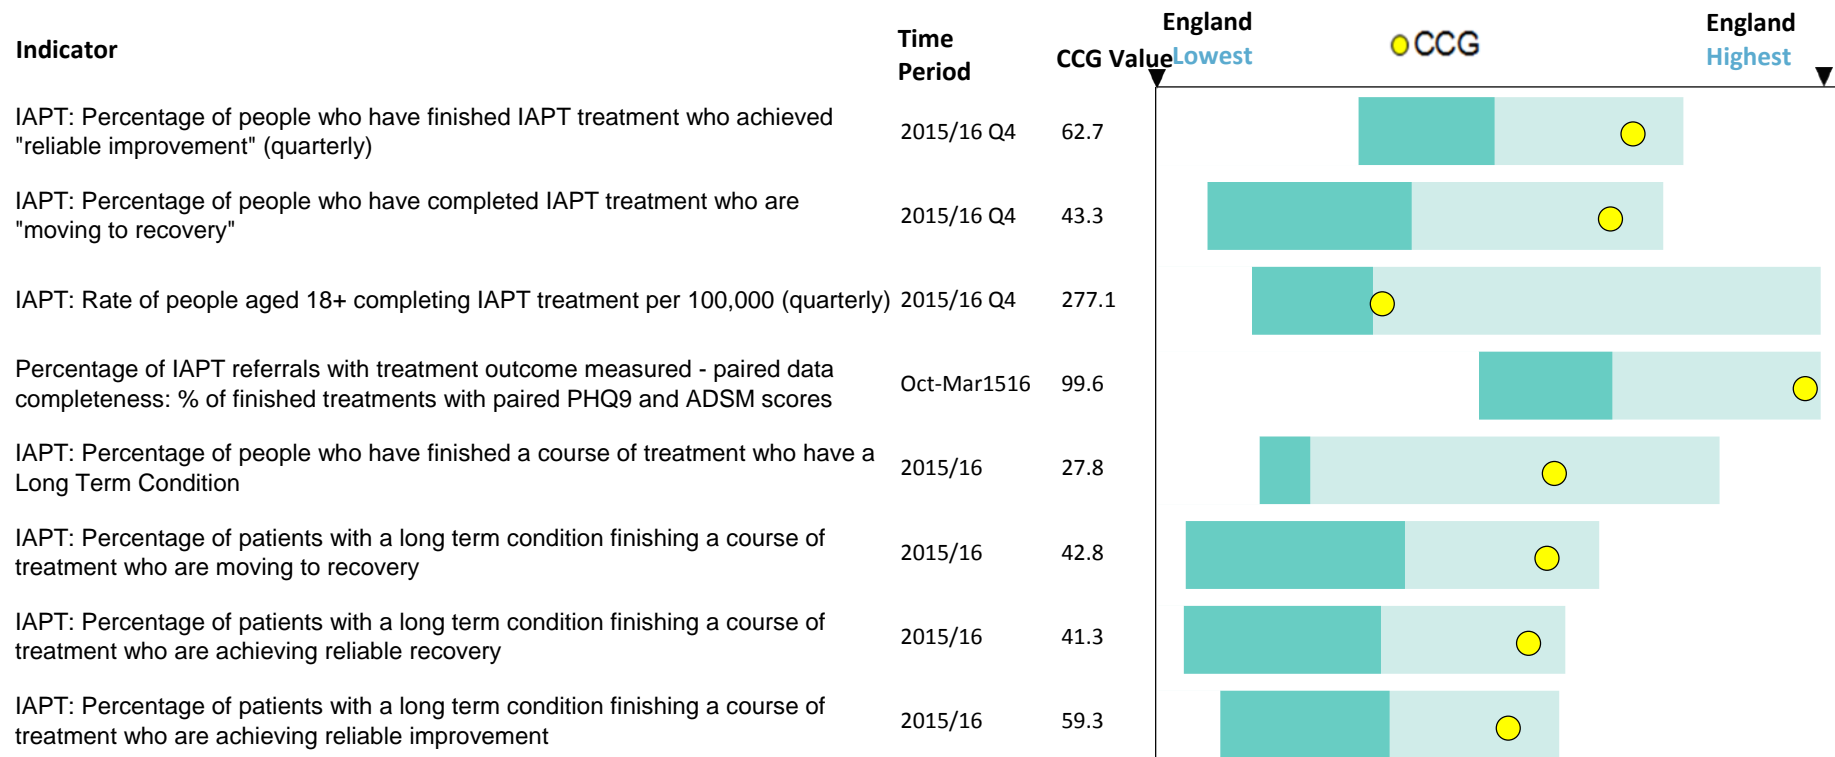 Indicator
Time
Period
CCG Value
England
Lowest
CCG
England
Highest
IAPT: Percentage of people who have finished IAPT treatment who achieved
"reliable improvement" (quarterly)
2015/16 Q4
62.7
IAPT: Percentage of people who have completed IAPT treatment who are
"moving to recovery"
2015/16 Q4
43.3
IAPT: Rate of people aged 18+ completing IAPT treatment per 100,000 (quarterly)
2015/16 Q4
277.1
Percentage of IAPT referrals with treatment outcome measured - paired data
completeness: % of finished treatments with paired PHQ9 and ADSM scores
Oct-Mar1516
99.6
IAPT: Percentage of people who have finished a course of treatment who have a
Long Term Condition
2015/16
27.8
IAPT: Percentage of patients with a long term condition finishing a course of
treatment who are moving to recovery
2015/16
42.8
IAPT: Percentage of patients with a long term condition finishing a course of
treatment who are achieving reliable recovery
2015/16
41.3
IAPT: Percentage of patients with a long term condition finishing a course of
treatment who are achieving reliable improvement
2015/16
59.3